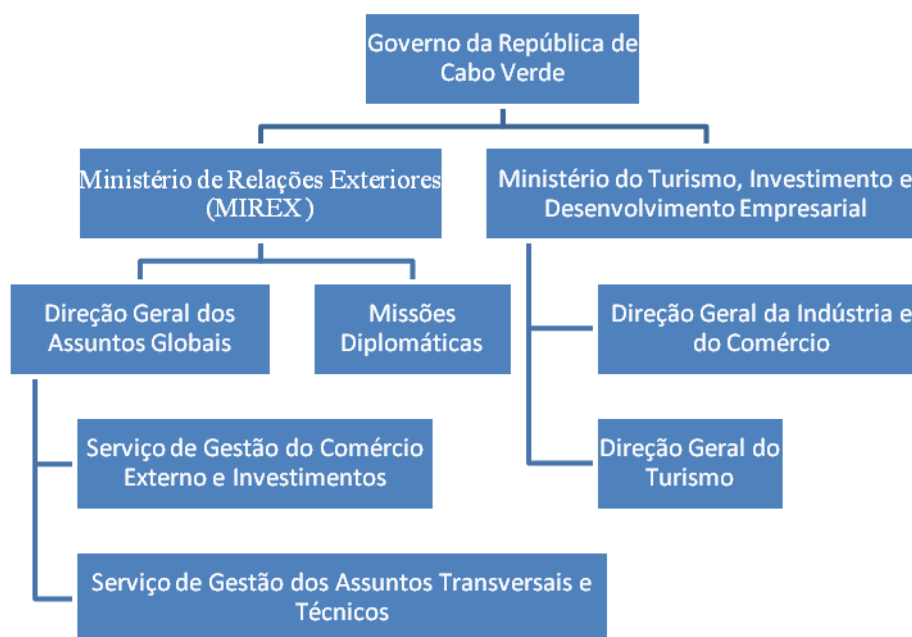 Governo da República de
Cabo Verde
Ministério de Relações Exteriores
(MIREX )
Ministério do Turismo, Investimento e
Desenvolvimento Empresarial
Direção Geral dos
Assuntos Globais
Missões
Diplomáticas
Direção Geral da Indústria e
do Comércio
Serviço de Gestão do Comércio
Externo e Investimentos
Direção Geral do
Turismo
Serviço de Gestão dos Assuntos Transversais e
Técnicos